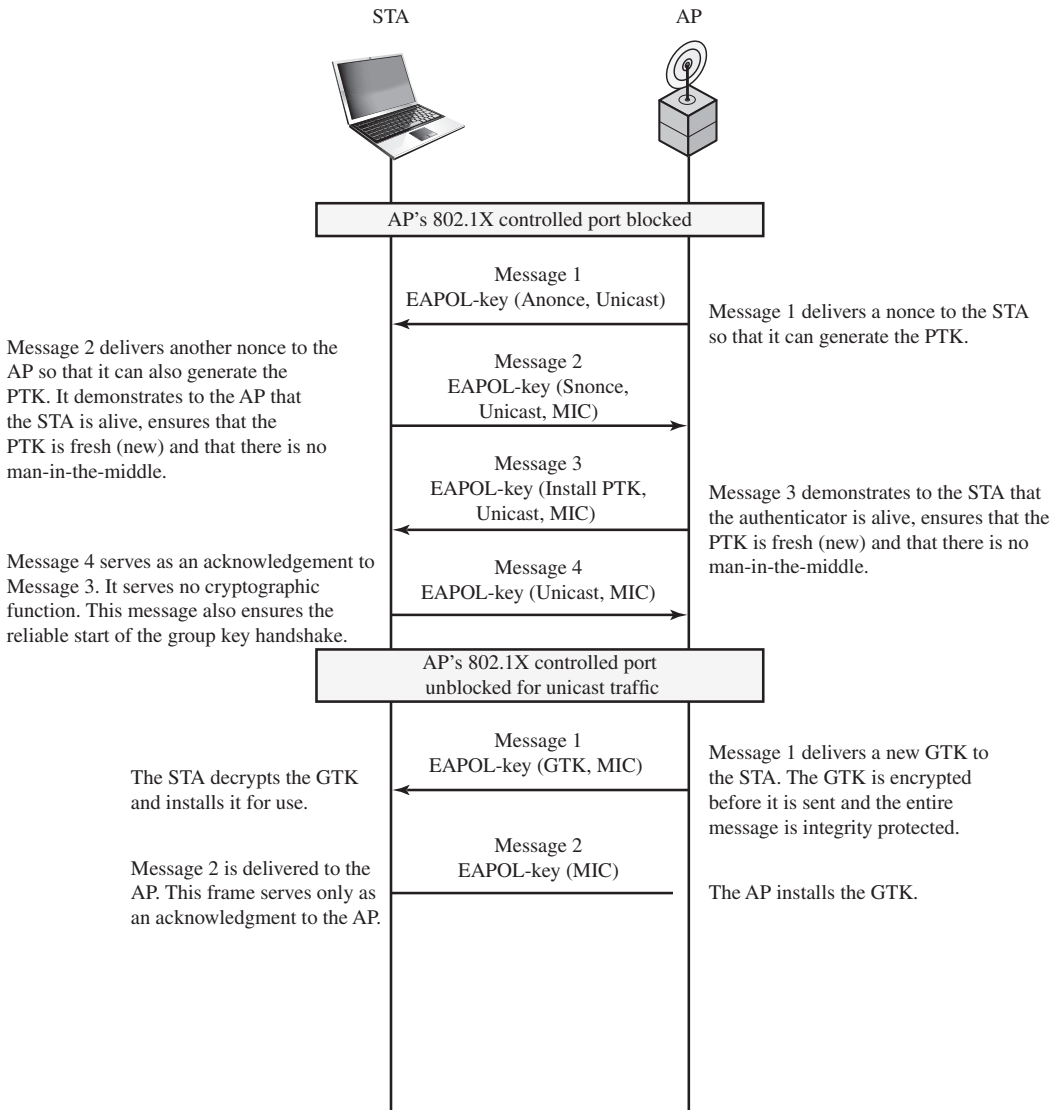 STA
AP
AP's 802.1X controlled port blocked
Message 1
EAPOL-key (Anonce, Unicast)
Message 1 delivers a nonce to the STA
so that it can generate the PTK.
Message 2 delivers another nonce to the
AP so that it can also generate the
PTK. It demonstrates to the AP that
the STA is alive, ensures that the
PTK is fresh (new) and that there is no
man-in-the-middle.
Message 2
EAPOL-key (Snonce,
Unicast, MIC)
Message 3
EAPOL-key (Install PTK,
Unicast, MIC)
Message 3 demonstrates to the STA that
the authenticator is alive, ensures that the
PTK is fresh (new) and that there is no
man-in-the-middle.
Message 4 serves as an acknowledgement to
Message 3. It serves no cryptographic
function. This message also ensures the
reliable start of the group key handshake.
Message 4
EAPOL-key (Unicast, MIC)
AP's 802.1X controlled port
unblocked for unicast traffic
Message 1
EAPOL-key (GTK, MIC)
Message 1 delivers a new GTK to
the STA. The GTK is encrypted
before it is sent and the entire
message is integrity protected.
The STA decrypts the GTK
and installs it for use.
Message 2
EAPOL-key (MIC)
Message 2 is delivered to the
AP. This frame serves only as
an acknowledgment to the AP.
The AP installs the GTK.